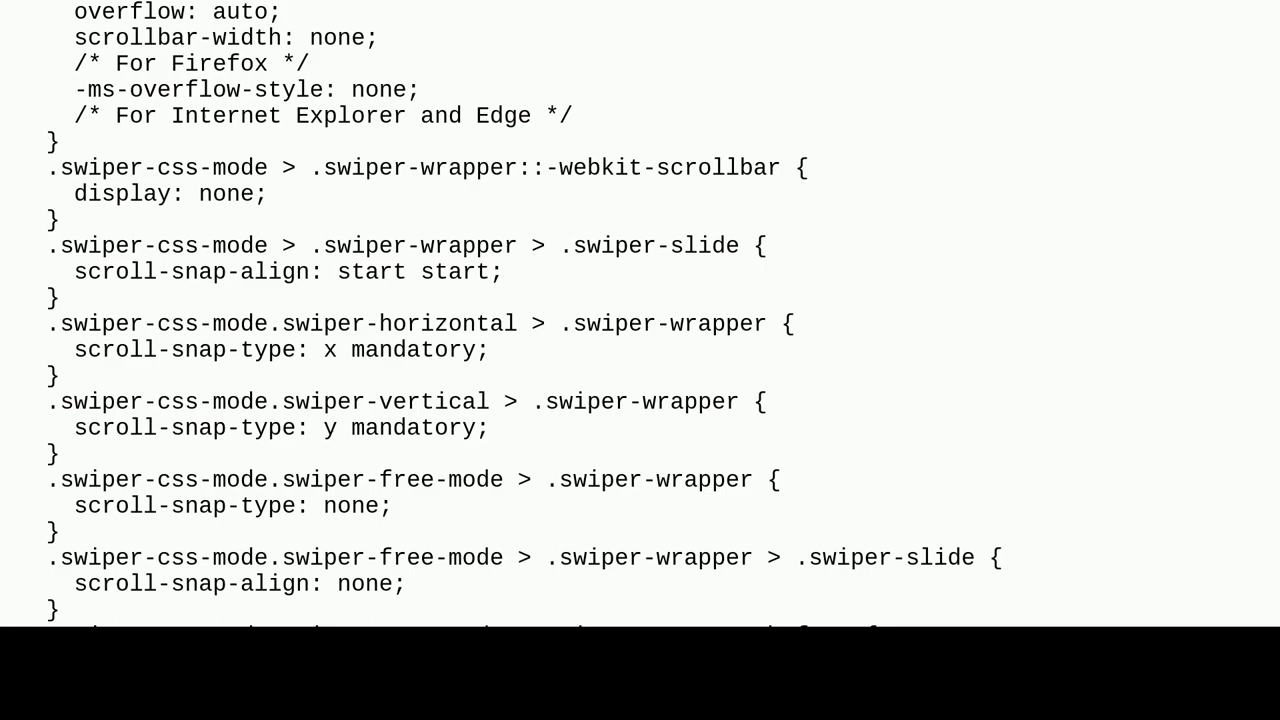 overflow: auto;
scrollbar-width: none;
/* For Firefox */
-ms-overflow-style: none;
/* For Internet Explorer and Edge */
}
.swiper-css-mode > .swiper-wrapper::-webkit-scrollbar {
display: none;
}
.swiper-css-mode > .swiper-wrapper > .swiper-slide {
scroll-snap-align: start start;
}
.swiper-css-mode.swiper-horizontal > .swiper-wrapper {
scroll-snap-type: x mandatory;
}
.swiper-css-mode.swiper-vertical > .swiper-wrapper {
scroll-snap-type: y mandatory;
}
.swiper-css-mode.swiper-free-mode > .swiper-wrapper {
scroll-snap-type: none;
}
.swiper-css-mode.swiper-free-mode > .swiper-wrapper > .swiper-slide {
scroll-snap-align: none;
}